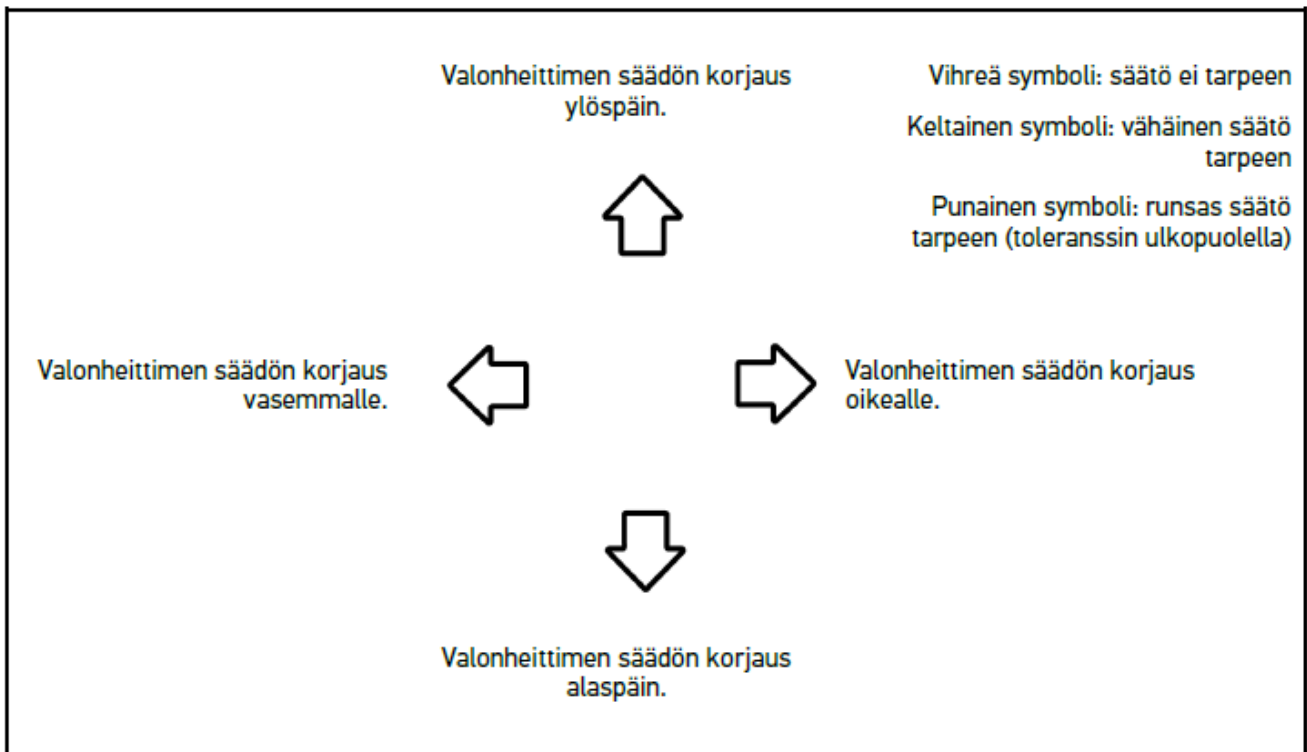 Valonheittimen säädön korjaus
ylöspäin.
Vihreä symboli: säätö ei tarpeen
Keltainen symboli: vähäinen säätö
tarpeen
Punainen symboli: runsas säätö
tarpeen (toleranssin ulkopuolella)
Valonheittimen säädön korjaus
vasemmalle.
Valonheittimen säädön korjaus
oikealle.
Valonheittimen säädön korjaus
alaspäin.